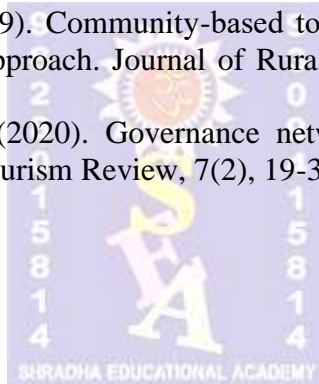 9). Community-based to
pproach. Journal of Rural
(2020). Governance netw
urism Review, 7(2), 19-3
SEA
SHRADHA EDUCATIONAL ACADEMY